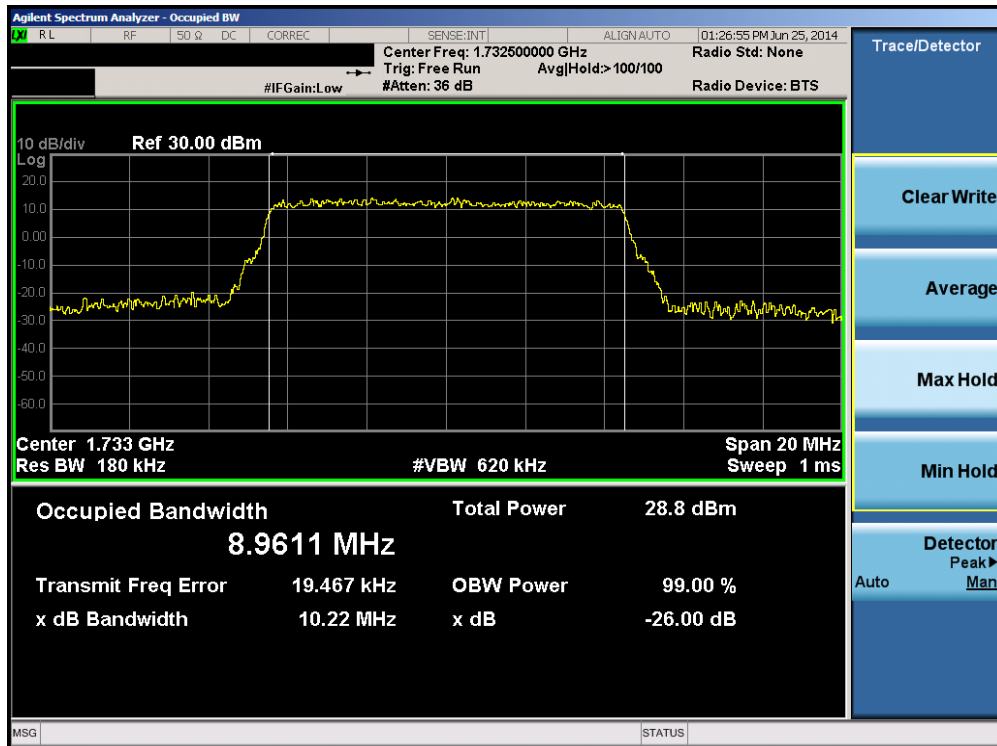 Agilent Spectrum Analyzer - Occupied BW
LXI RL RF 50 Ω DC CORREC SENSE:INT ALIGN AUTO 01:26:55 PM Jun 25, 2014
Center Freq: 1.732500000 GHz Radio Std: None
Trig: Free Run Avg|Hold:>100/100
#IFGain:Low #Atten: 36 dB Radio Device: BTS
10 dB/div Ref 30.00 dBm
Log
20.0
10.0
0.00
-10.0
-20.0
-30.0
-40.0
-50.0
-60.0
Center 1.733 GHz Span 20 MHz
Res BW 180 kHz #VBW 620 kHz Sweep 1 ms
Occupied Bandwidth Total Power 28.8 dBm
8.9611 MHz
Transmit Freq Error 19.467 kHz OBW Power 99.00 %
x dB Bandwidth 10.22 MHz x dB -26.00 dB
MSG STATUS
Trace/Detector
Clear Write
Average
Max Hold
Min Hold
Detector
Peak▶
Auto Man